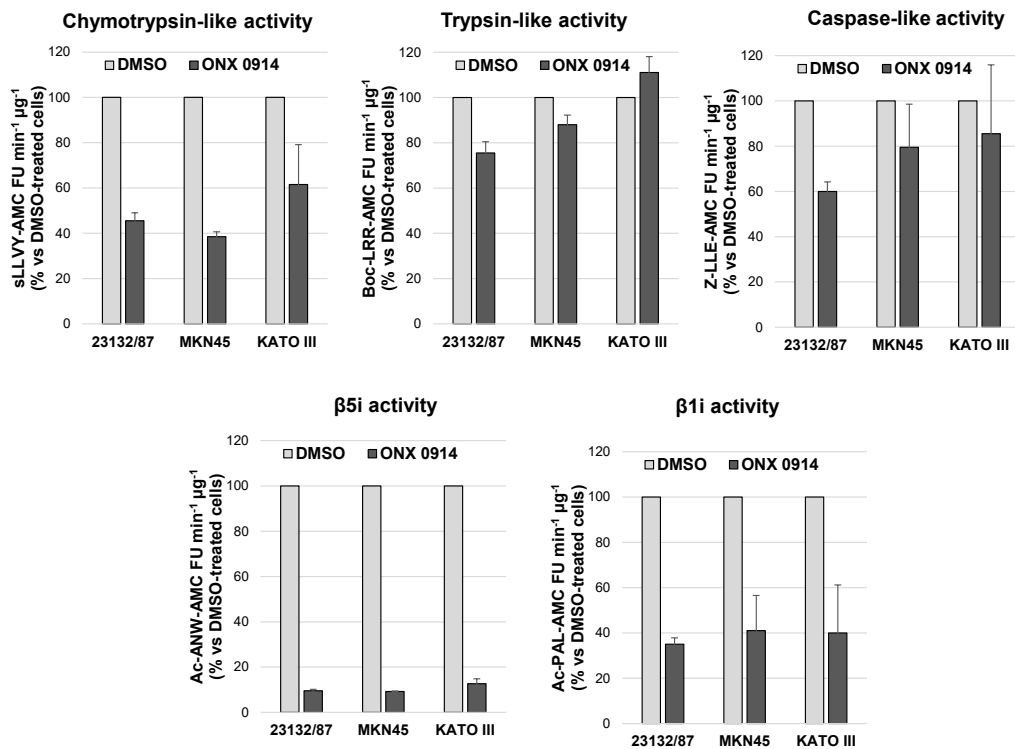 Chymotrypsin-like activity
sLLVY-AMC FU min⁻¹ µg⁻¹
(% vs DMSO-treated cells)
120
100
80
60
40
20
0
DMSO ONX 0914
23132/87 MKN45 KATO III
Trypsin-like activity
Boc-LRR-AMC FU min⁻¹ µg⁻¹
(% vs DMSO-treated cells)
120
100
80
60
40
20
0
DMSO ONX 0914
23132/87 MKN45 KATO III
Caspase-like activity
Z-LLE-AMC FU min⁻¹ µg⁻¹
(% vs DMSO-treated cells)
120
100
80
60
40
20
0
DMSO ONX 0914
23132/87 MKN45 KATO III
β5i activity
Ac-ANW-AMC FU min⁻¹ µg⁻¹
(% vs DMSO-treated cells)
120
100
80
60
40
20
0
DMSO ONX 0914
23132/87 MKN45 KATO III
β1i activity
Ac-PAL-AMC FU min⁻¹ µg⁻¹
(% vs DMSO-treated cells)
120
100
80
60
40
20
0
DMSO ONX 0914
23132/87 MKN45 KATO III